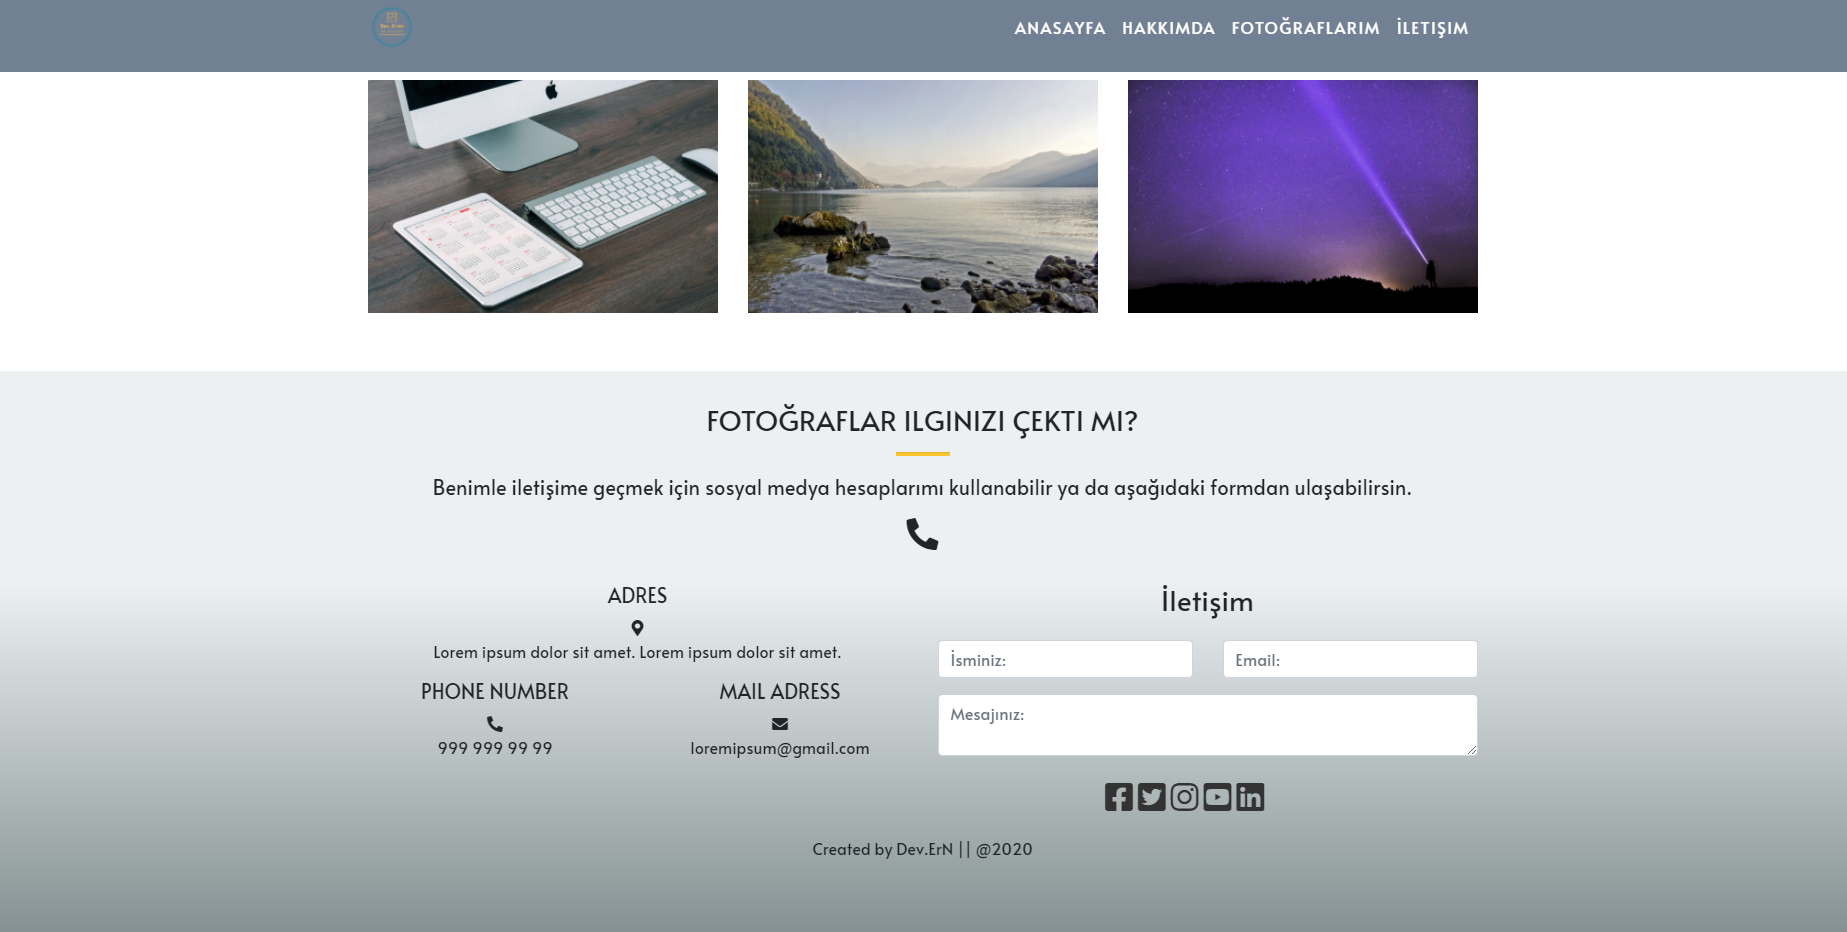 Dev.ErN
ANASAYFA HAKKIMDA FOTOĞRAFLARIM İLETIŞIM
FOTOĞRAFLAR ILGINIZI ÇEKTI MI?
Benimle iletişime geçmek için sosyal medya hesaplarımı kullanabilir ya da aşağıdaki formdan ulaşabilirsin.
ADRES
Lorem ipsum dolor sit amet. Lorem ipsum dolor sit amet.
PHONE NUMBER
999 999 99 99
MAIL ADRESS
loremipsum@gmail.com
İletişim
İsminiz:
Email:
Mesajınız:
Created by Dev.ErN || @2020